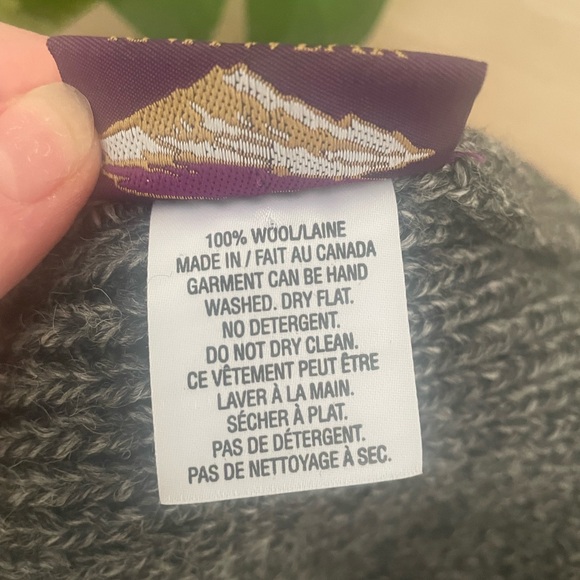 100% WOOL/LAINE
MADE IN / FAIT AU CANADA
GARMENT CAN BE HAND
WASHED. DRY FLAT.
NO DETERGENT.
DO NOT DRY CLEAN.
CE VÊTEMENT PEUT ÊTRE
LAVER À LA MAIN.
SÉCHER À PLAT.
PAS DE DÉTERGENT.
PAS DE NETTOYAGE À SEC.